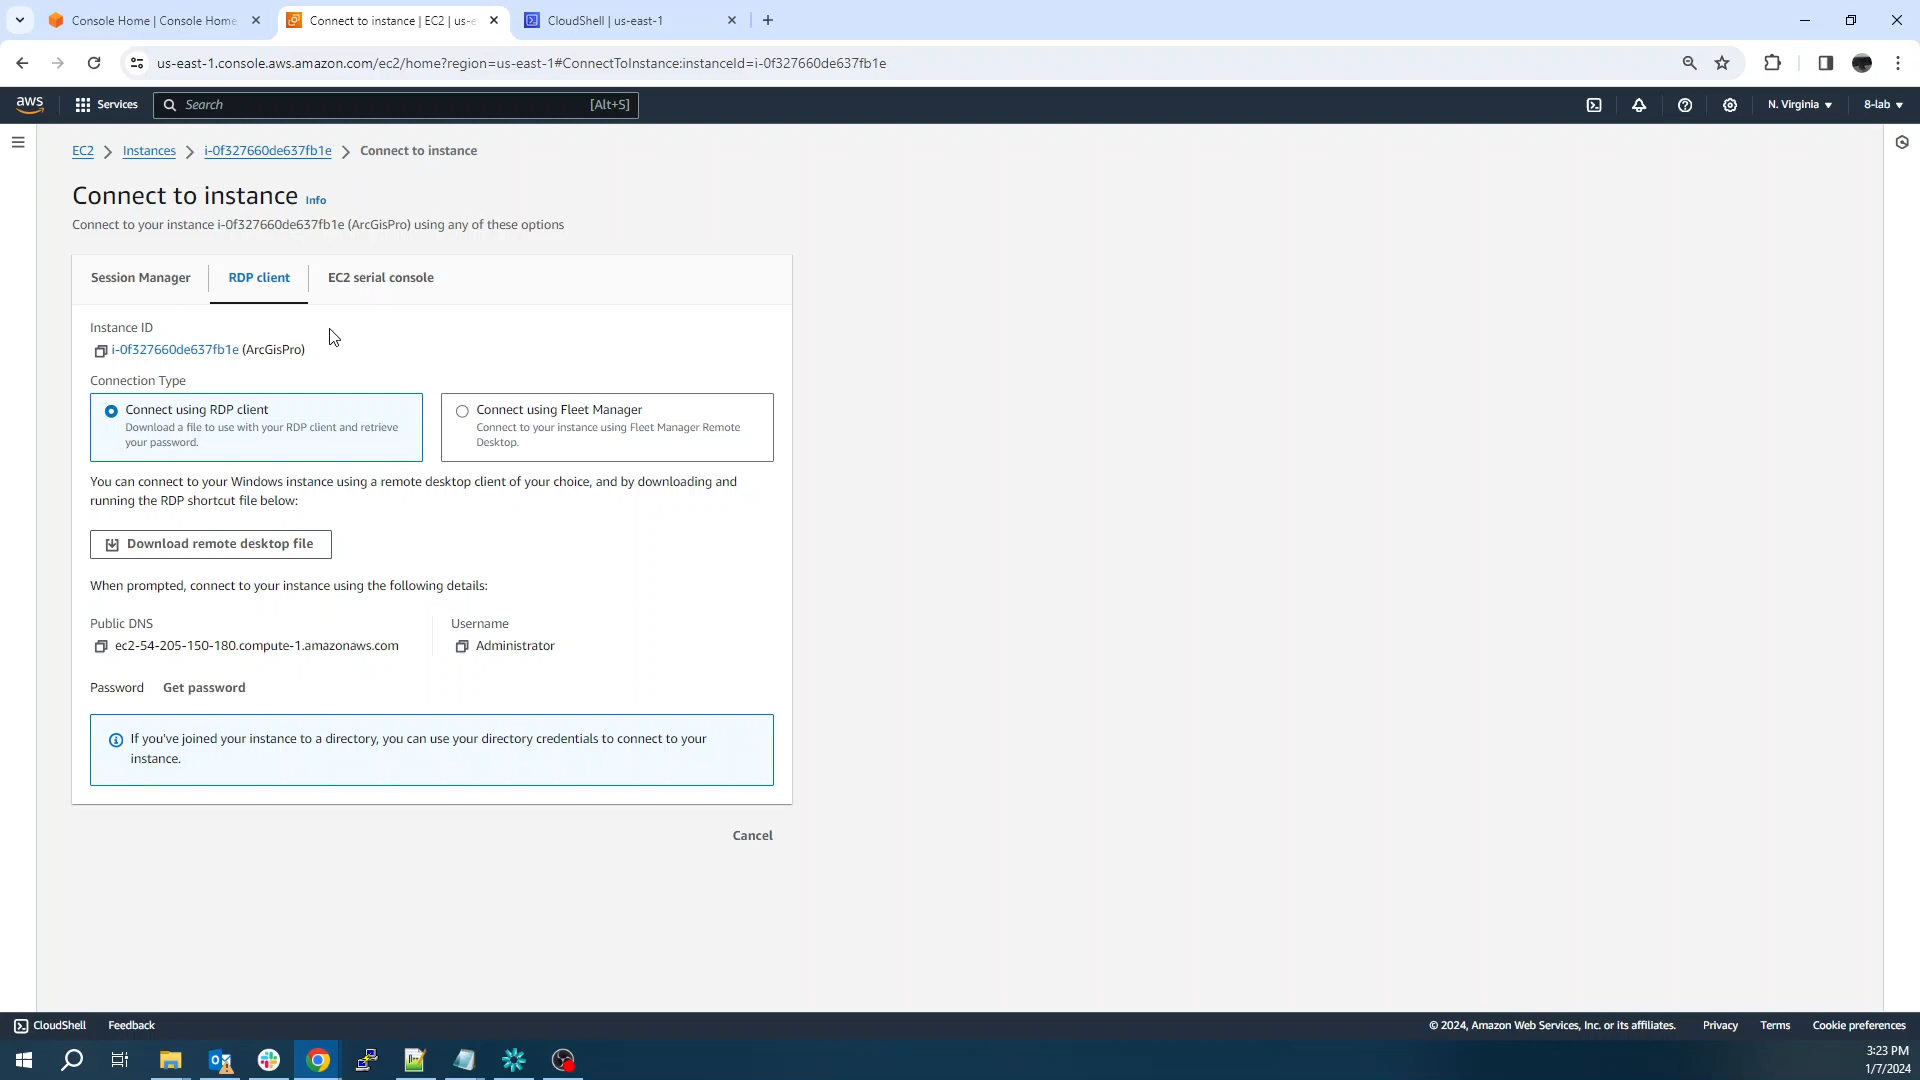 Console Home | Console Home
Connect to instance | EC2 | us-e
CloudShell | us-east-1
us-east-1.console.aws.amazon.com/ec2/home?region=us-east-1#ConnectToInstance:instanceId=i-0f327660de637fb1e
aws
Services
Search
[Alt+S]
N. Virginia
8-lab
EC2
Instances
i-0f327660de637fb1e
Connect to instance
Connect to instance Info
Connect to your instance i-0f327660de637fb1e (ArcGisPro) using any of these options
Session Manager
RDP client
EC2 serial console
Instance ID
i-0f327660de637fb1e (ArcGisPro)
Connection Type
Connect using RDP client
Download a file to use with your RDP client and retrieve
your password.
Connect using Fleet Manager
Connect to your instance using Fleet Manager Remote
Desktop.
You can connect to your Windows instance using a remote desktop client of your choice, and by downloading and
running the RDP shortcut file below:
Download remote desktop file
When prompted, connect to your instance using the following details:
Public DNS
ec2-54-205-150-180.compute-1.amazonaws.com
Username
Administrator
Password
Get password
If you've joined your instance to a directory, you can use your directory credentials to connect to your
instance.
Cancel
CloudShell
Feedback
© 2024, Amazon Web Services, Inc. or its affiliates.
Privacy
Terms
Cookie preferences
3:23 PM
1/7/2024